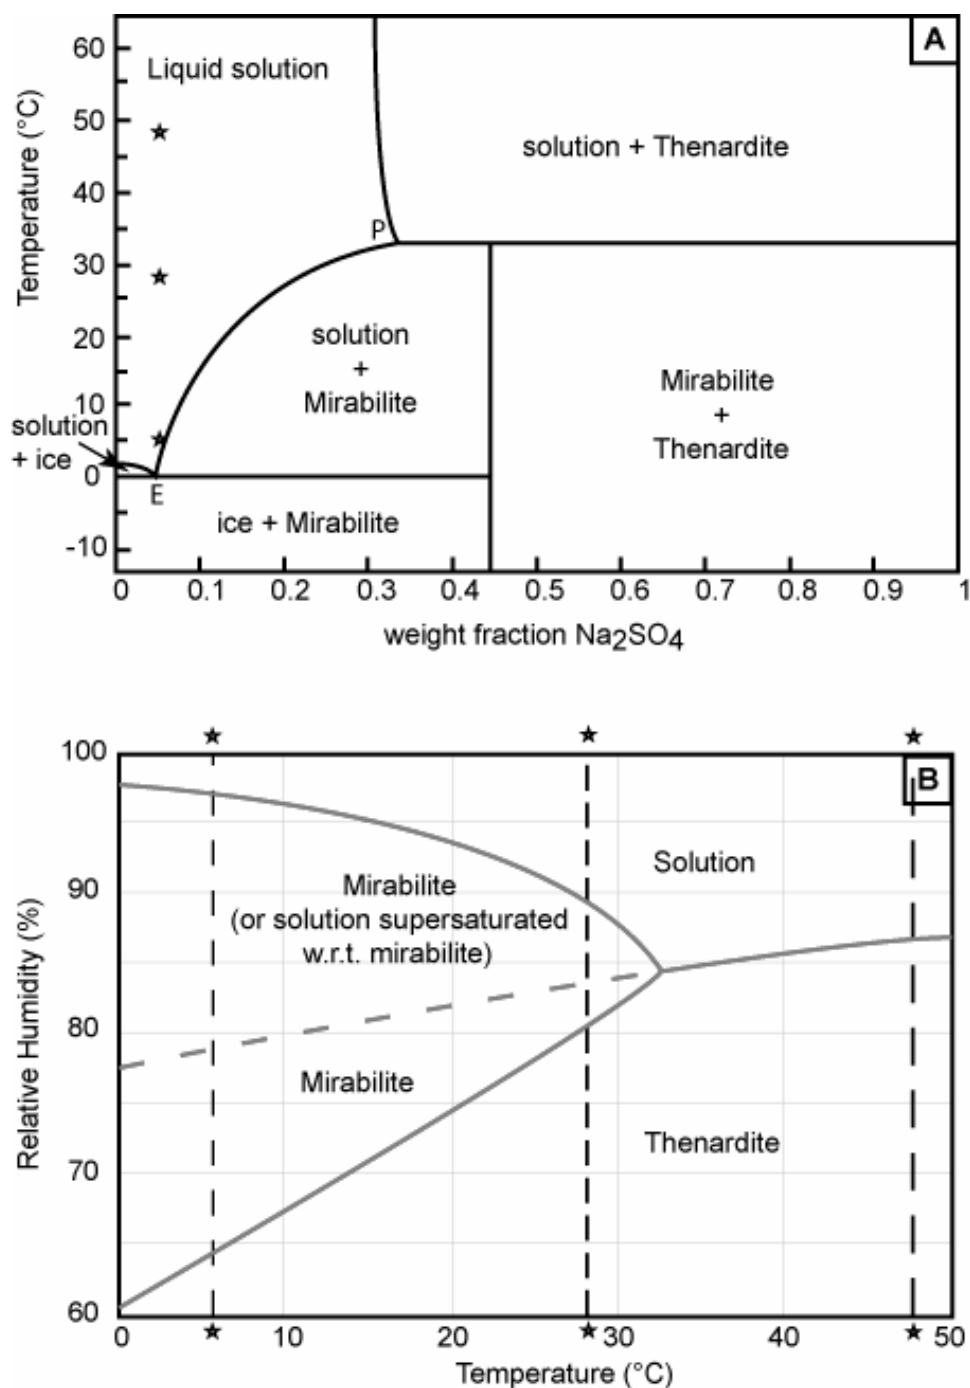 A
60
Liquid solution
50
solution + Thenardite
40
P
30
solution
+
Mirabilite
20
Mirabilite
+
Thenardite
10
solution
+ ice
0
E
ice + Mirabilite
-10
Temperature (°C)
0 0.1 0.2 0.3 0.4 0.5 0.6 0.7 0.8 0.9 1
weight fraction Na2SO4
100
B
Solution
90
Mirabilite
(or solution supersaturated
w.r.t. mirabilite)
80
Mirabilite
Thenardite
70
60
Relative Humidity (%)
0 10 20 30 40 50
Temperature (°C)